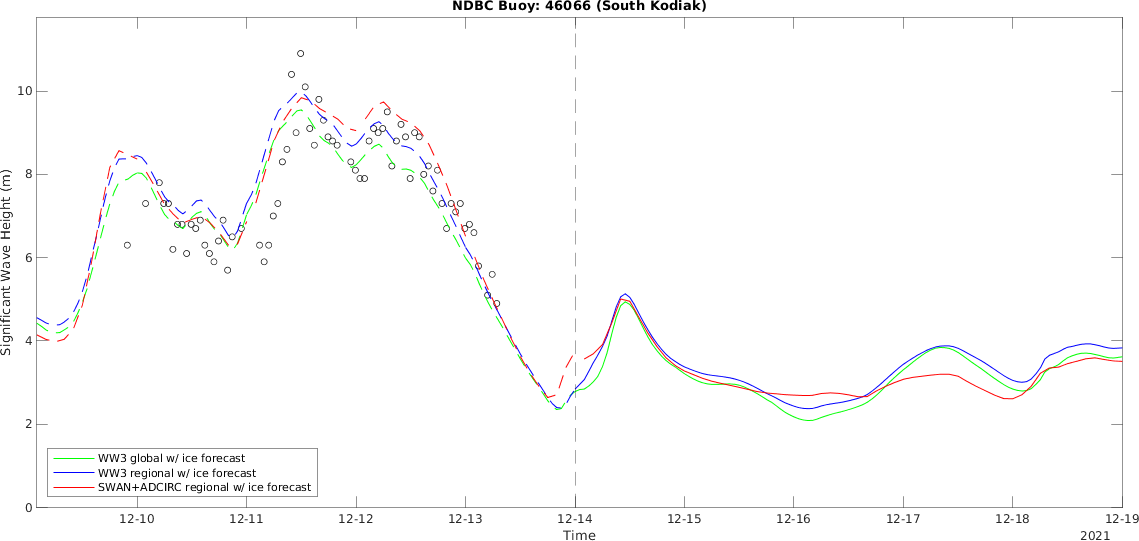 NDBC Buoy: 46066 (South Kodiak)
Significant Wave Height (m)
10
8
6
4
2
0
WW3 global w/ ice forecast
WW3 regional w/ ice forecast
SWAN+ADCIRC regional w/ ice forecast
12-10 12-11 12-12 12-13 12-14 12-15 12-16 12-17 12-18 12-19
Time
2021